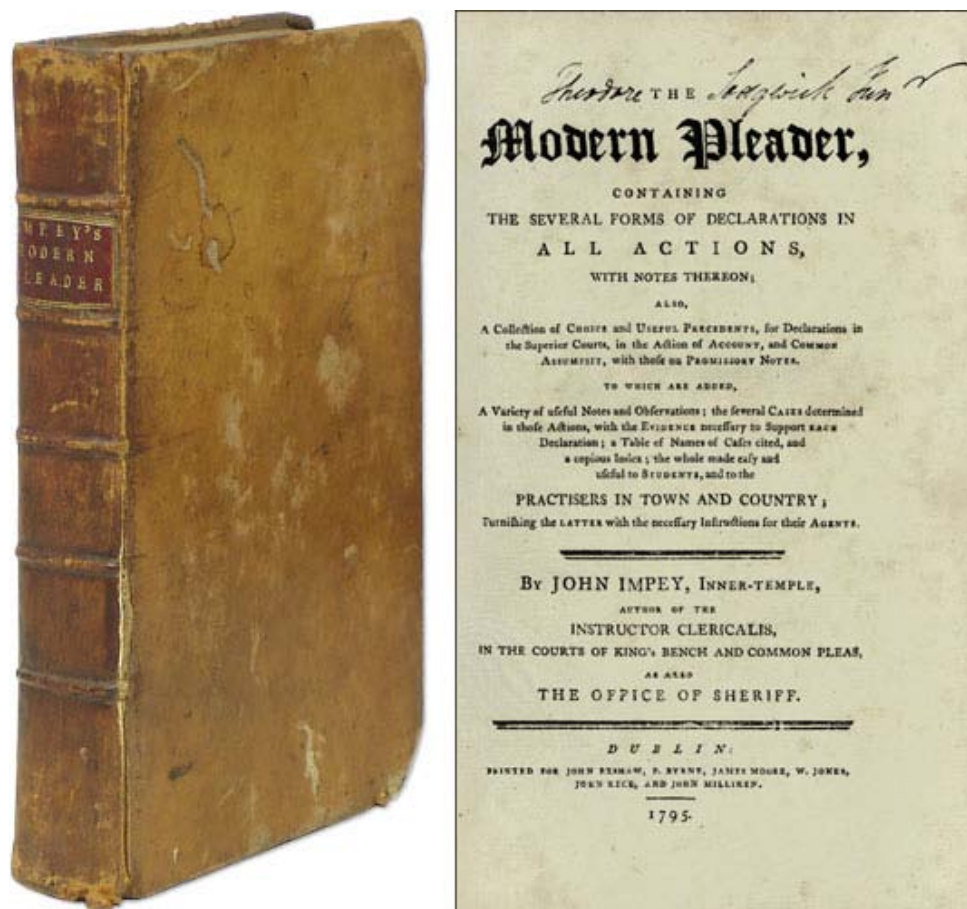 MPEY'S
ODERN
LEADER
Theodore Sedgwick Junr
THE
Modern Pleader,
CONTAINING
THE SEVERAL FORMS OF DECLARATIONS IN
ALL ACTIONS,
WITH NOTES THEREON;
ALSO,
A Collection of CHOICE and USEFUL PRECEDENTS, for Declarations in
the Superior Courts, in the Action of ACCOUNT, and COMMON
ASSUMPSIT, with thoſe on PROMISSORY NOTES.
TO WHICH ARE ADDED,
A Variety of uſeful Notes and Obſervations; the ſeveral CASES determined
in thoſe Actions, with the EVIDENCE neceſſary to Support EACH
Declaration; a Table of Names of Caſes cited, and
a copious Index; the whole made eaſy and
uſeful to STUDENTS, and to the
PRACTISERS IN TOWN AND COUNTRY;
Furniſhing the LATTER with the neceſſary Inſtructions for their AGENTS.
BY JOHN IMPEY, INNER-TEMPLE,
AUTHOR OF THE
INSTRUCTOR CLERICALIS,
IN THE COURTS OF KING's BENCH AND COMMON PLEAS,
AS ALSO
THE OFFICE OF SHERIFF.
DUBLIN:
PRINTED FOR JOHN REXHAW, P. BYRNE, JAMES MOORE, W. JONES,
JOHN RICE, AND JOHN MILLIKEN.
1795.